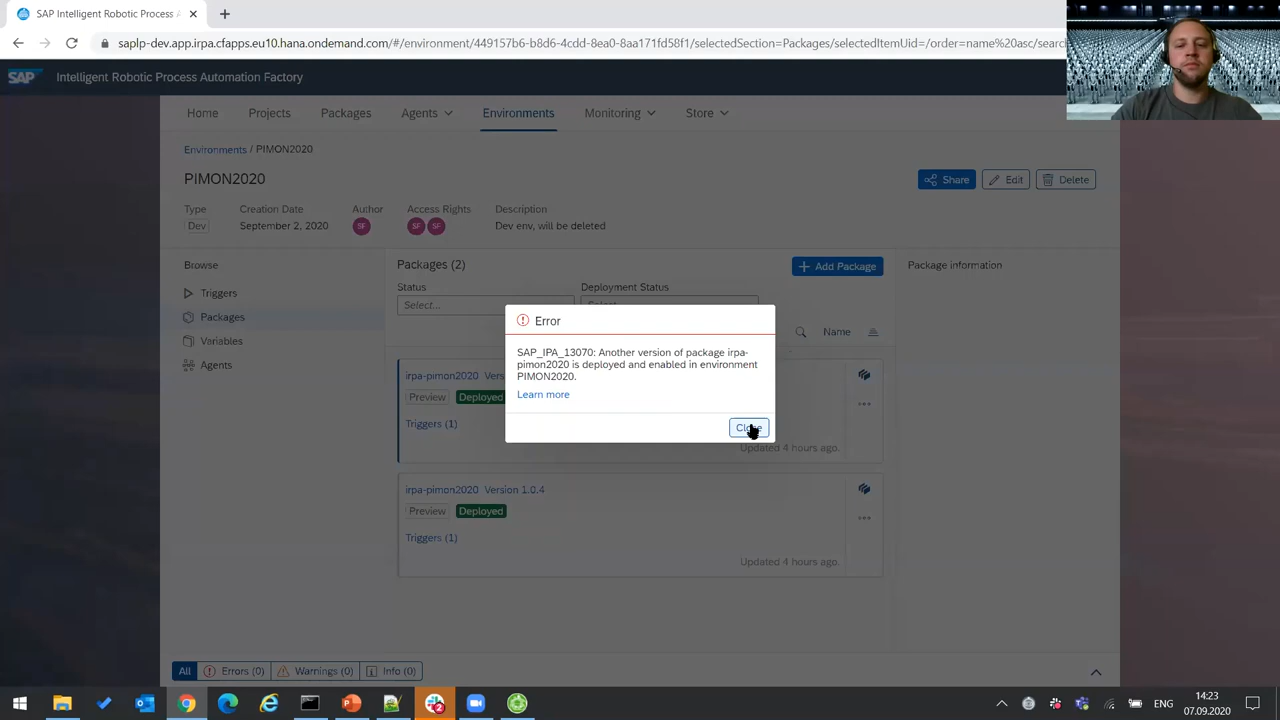 SAP Intelligent Robotic Process A
saplp-dev.app.irpa.cfapps.eu10.hana.ondemand.com/#/environment/449157b6-b8d6-4cdd-8ea0-8aa171fd58f1/selectedSection=Packages/selectedItemUid=/order=name%20asc/searc
SAP Intelligent Robotic Process Automation Factory
Home Projects Packages Agents Environments Monitoring Store
Environments / PIMON2020
PIMON2020
Share Edit Delete
Type Creation Date Author Access Rights Description
Dev September 2, 2020 SF SF SF Dev env, will be deleted
Browse Packages (2) Add Package Package information
Status Deployment Status
Triggers
Select... Select...
Packages
Variables Name
Agents
Error
SAP_IPA_13070: Another version of package irpa-
pimon2020 is deployed and enabled in environment
PIMON2020.
Learn more
Close
irpa-pimon2020 Vers
Preview Deployed
Triggers (1)
Updated 4 hours ago.
irpa-pimon2020 Version 1.0.4
Preview Deployed
Triggers (1)
Updated 4 hours ago.
All Errors (0) Warnings (0) Info (0)
ENG 14:23
07.09.2020